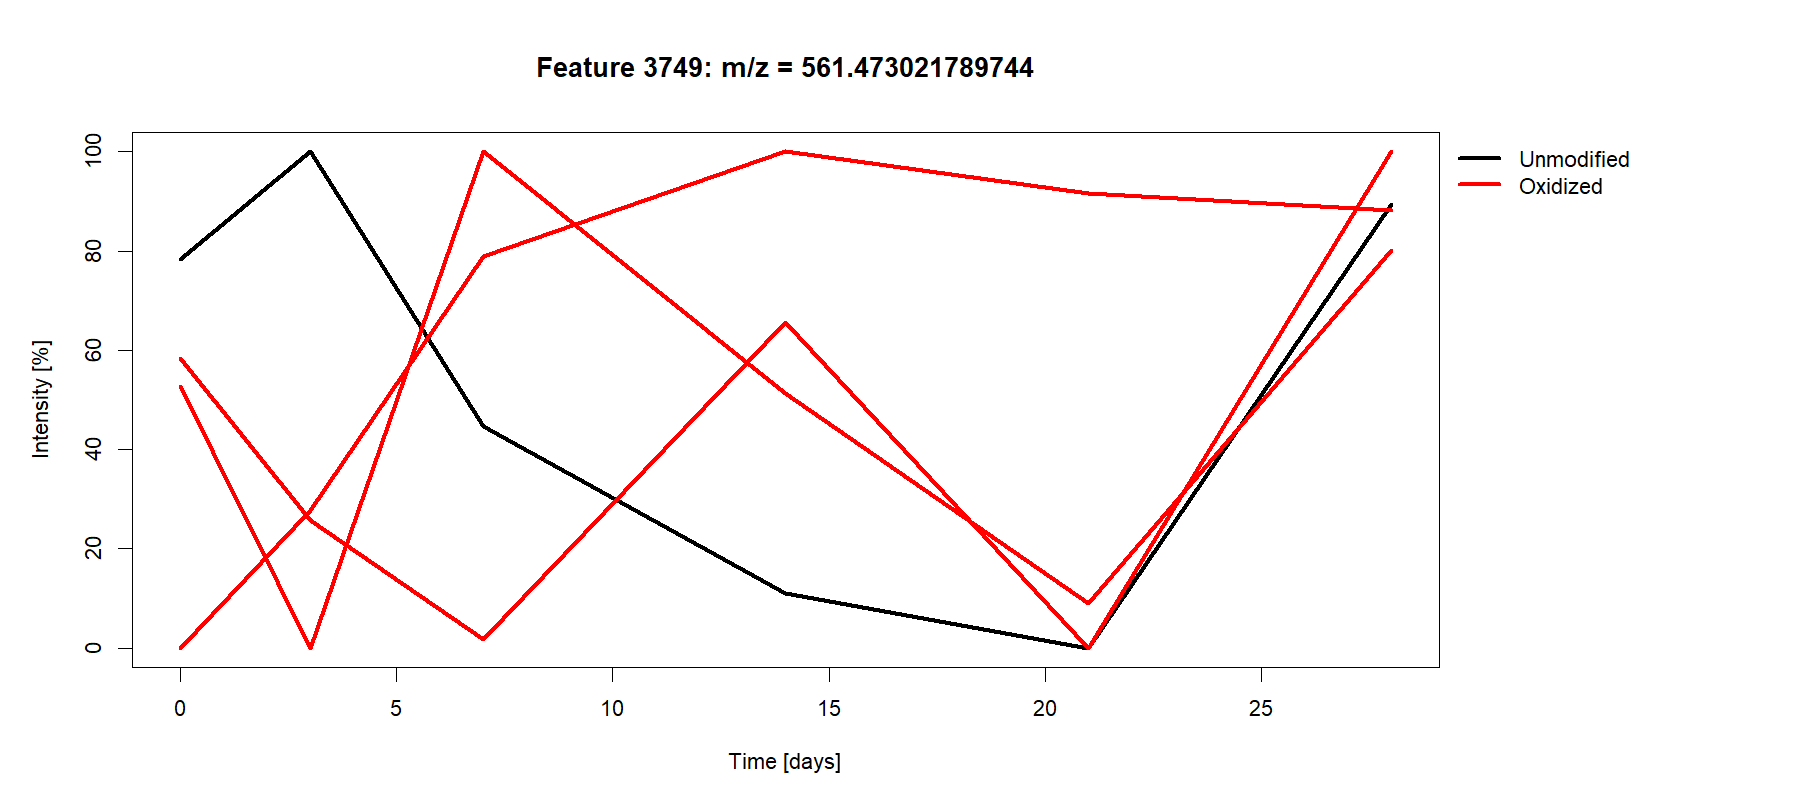 Feature 3749: m/z = 561.473021789744
Unmodified
Oxidized
Intensity [%]
100
80
60
40
20
0
0 5 10 15 20 25
Time [days]